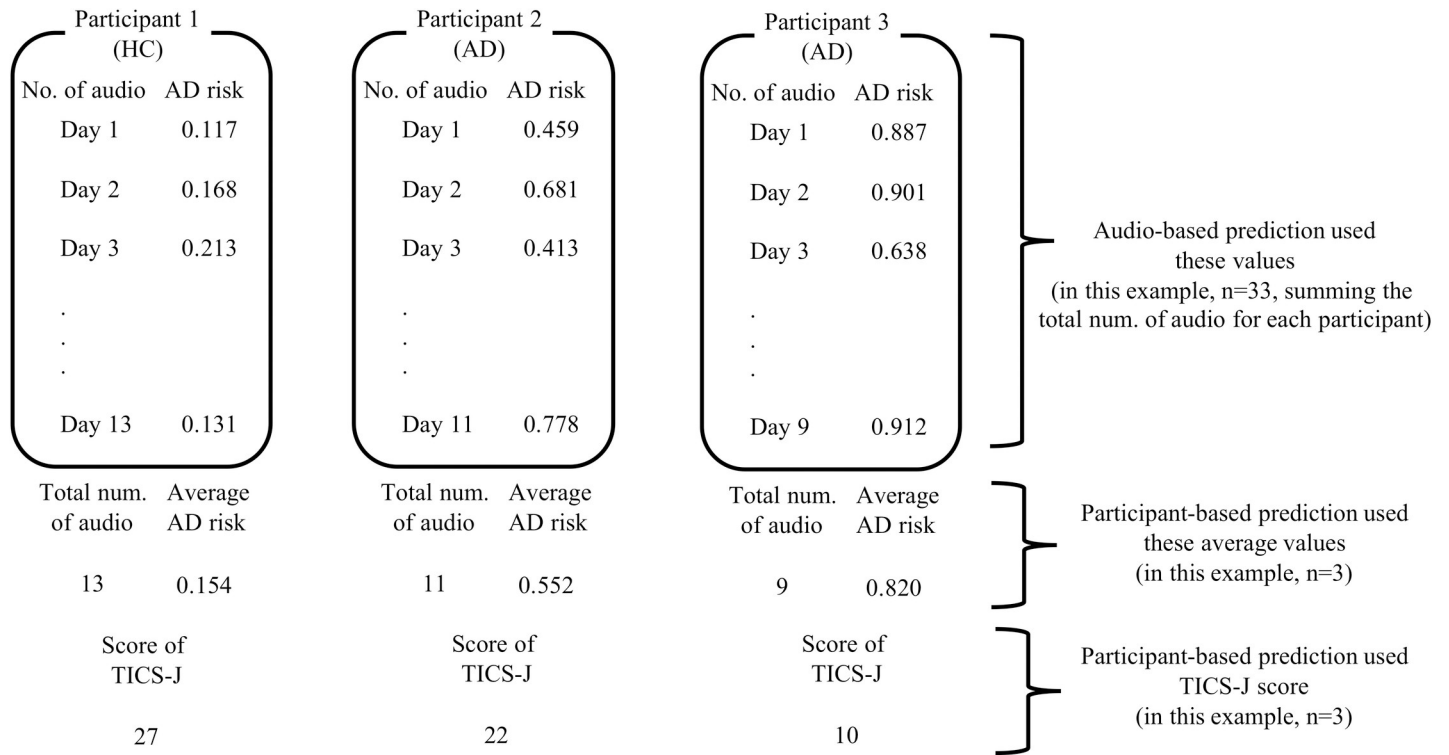 Participant 1
(HC)
No. of audio AD risk
Day 1 0.117
Day 2 0.168
Day 3 0.213
.
.
.
Day 13 0.131
Total num. of audio Average AD risk
13 0.154
Score of
TICS-J
27
Participant 2
(AD)
No. of audio AD risk
Day 1 0.459
Day 2 0.681
Day 3 0.413
.
.
.
Day 11 0.778
Total num. of audio Average AD risk
11 0.552
Score of
TICS-J
22
Participant 3
(AD)
No. of audio AD risk
Day 1 0.887
Day 2 0.901
Day 3 0.638
.
.
.
Day 9 0.912
Total num. of audio Average AD risk
9 0.820
Score of
TICS-J
10
Audio-based prediction used
these values
(in this example, n=33, summing the
total num. of audio for each participant)
Participant-based prediction used
these average values
(in this example, n=3)
Participant-based prediction used
TICS-J score
(in this example, n=3)